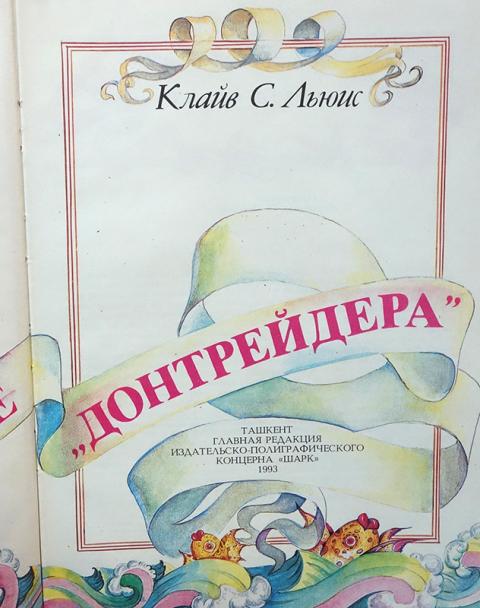 Клайв С. Льюис
Е „ДОНТРЕЙДЕРА”
ТАШКЕНТ
ГЛАВНАЯ РЕДАКЦИЯ
ИЗДАТЕЛЬСКО-ПОЛИГРАФИЧЕСКОГО
КОНЦЕРНА «ШАРК»
1993